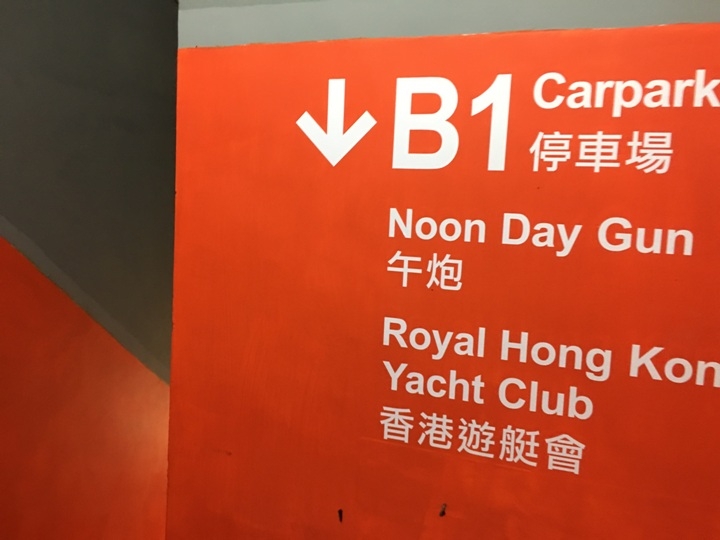 ↓ B1 Carpark
停車場
Noon Day Gun
午炮
Royal Hong Kon
Yacht Club
香港遊艇會